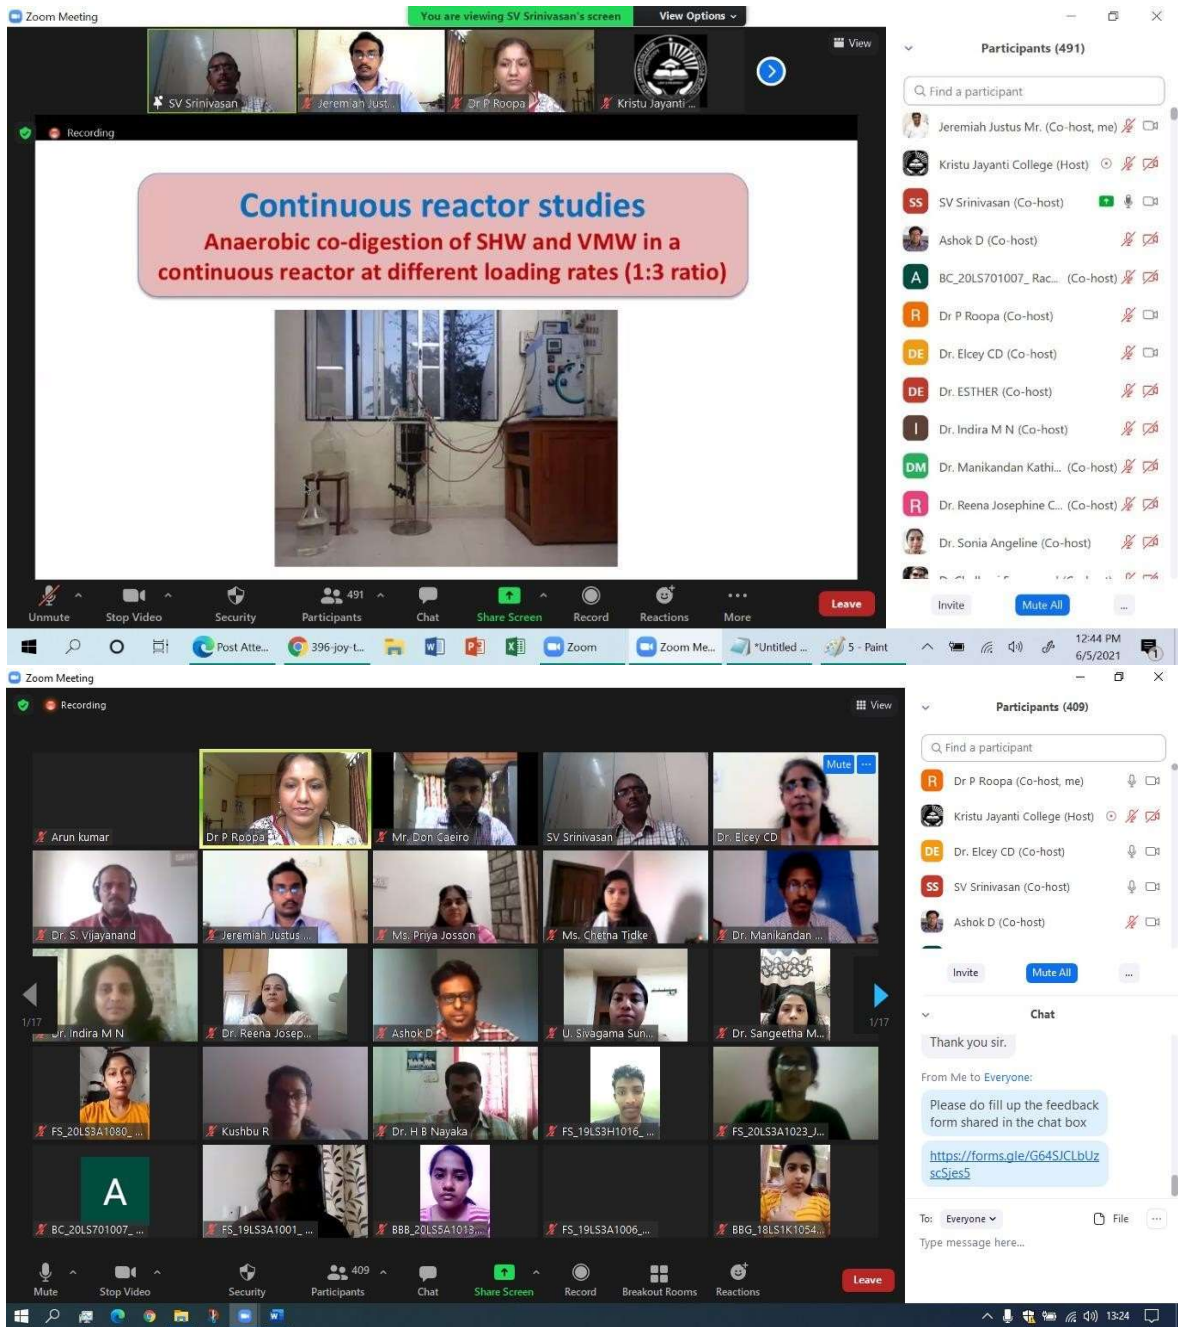 Zoom Meeting
You are viewing SV Srinivasan's screen
View Options
View
SV Srinivasan
Jeremiah Just...
Dr P Roopa
Kristu Jayanti ...
Recording
Continuous reactor studies
Anaerobic co-digestion of SHW and VMW in a
continuous reactor at different loading rates (1:3 ratio)
Unmute
Stop Video
Security
491
Participants
Chat
Share Screen
Record
Reactions
More
Leave
Participants (491)
Find a participant
Jeremiah Justus Mr. (Co-host, me)
Kristu Jayanti College (Host)
SS SV Srinivasan (Co-host)
Ashok D (Co-host)
A BC_20LS701007_ Rac... (Co-host)
R Dr P Roopa (Co-host)
DE Dr. Elcey CD (Co-host)
DE Dr. ESTHER (Co-host)
I Dr. Indira M N (Co-host)
DM Dr. Manikandan Kathi... (Co-host)
R Dr. Reena Josephine C... (Co-host)
Dr. Sonia Angeline (Co-host)
Invite
Mute All
...
Post Atte...
396-joy-t...
Zoom
Zoom Me...
*Untitled ...
5 - Paint
12:44 PM
6/5/2021
1
Zoom Meeting
Recording
View
Arun kumar
Dr P Roopa
Mr. Don Caeiro
SV Srinivasan
Mute ...
Dr. Elcey CD
Dr. S. Vijayanand
Jeremiah Justus ...
Ms. Priya Josson
Ms. Chetna Tidke
Dr. Manikandan ...
1/17
Dr. Indira M N
Dr. Reena Josep...
Ashok D
U. Sivagama Sun...
Dr. Sangeetha M...
1/17
FS_20LS3A1080_ ...
Kushbu R
Dr. H B Nayaka
FS_19LS3H1016_ ...
FS_20LS3A1023_J...
A
BC_20LS701007_ ...
FS_19LS3A1001_ ...
BBB_20LS5A1013_...
FS_19LS3A1006_ ...
BBG_18LS1K1054...
Mute
Stop Video
Security
409
Participants
Chat
Share Screen
Record
Breakout Rooms
Reactions
Leave
Participants (409)
Find a participant
R Dr P Roopa (Co-host, me)
Kristu Jayanti College (Host)
DE Dr. Elcey CD (Co-host)
SS SV Srinivasan (Co-host)
Ashok D (Co-host)
Invite
Mute All
...
Chat
Thank you sir.
From Me to Everyone:
Please do fill up the feedback
form shared in the chat box
https://forms.gle/G64SJCLbUz
scSjes5
To: Everyone
File
...
Type message here...
13:24